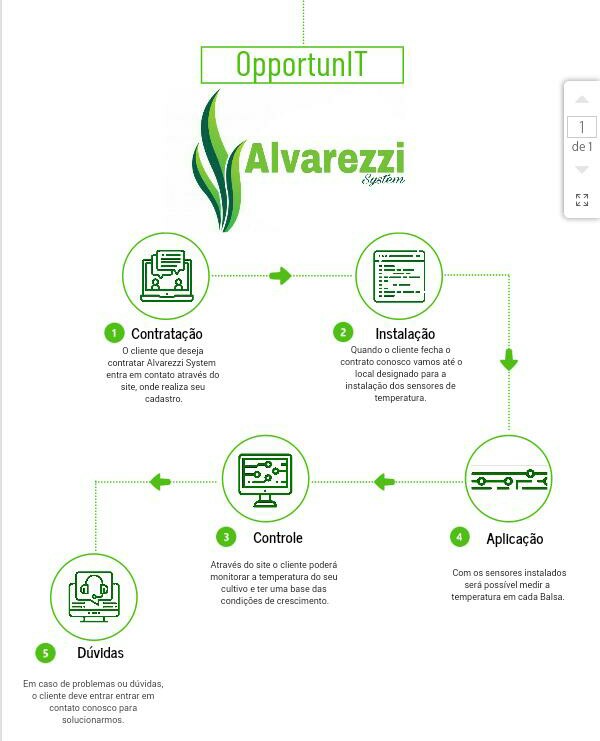 OpportunIT
Alvarezzi
System
1
de 1
1 Contratação
O cliente que deseja
contratar Alvarezzi System
entra em contato através do
site, onde realiza seu
cadastro.
2 Instalação
Quando o cliente fecha o
contrato conosco vamos até o
local designado para a
instalação dos sensores de
temperatura.
3 Controle
Através do site o cliente poderá
monitorar a temperatura do seu
cultivo e ter uma base das
condições de crescimento.
4 Aplicação
Com os sensores instalados
será possível medir a
temperatura em cada Balsa.
5 Dúvidas
Em caso de problemas ou dúvidas,
o cliente deve entrar entrar em
contato conosco para
solucionarmos.